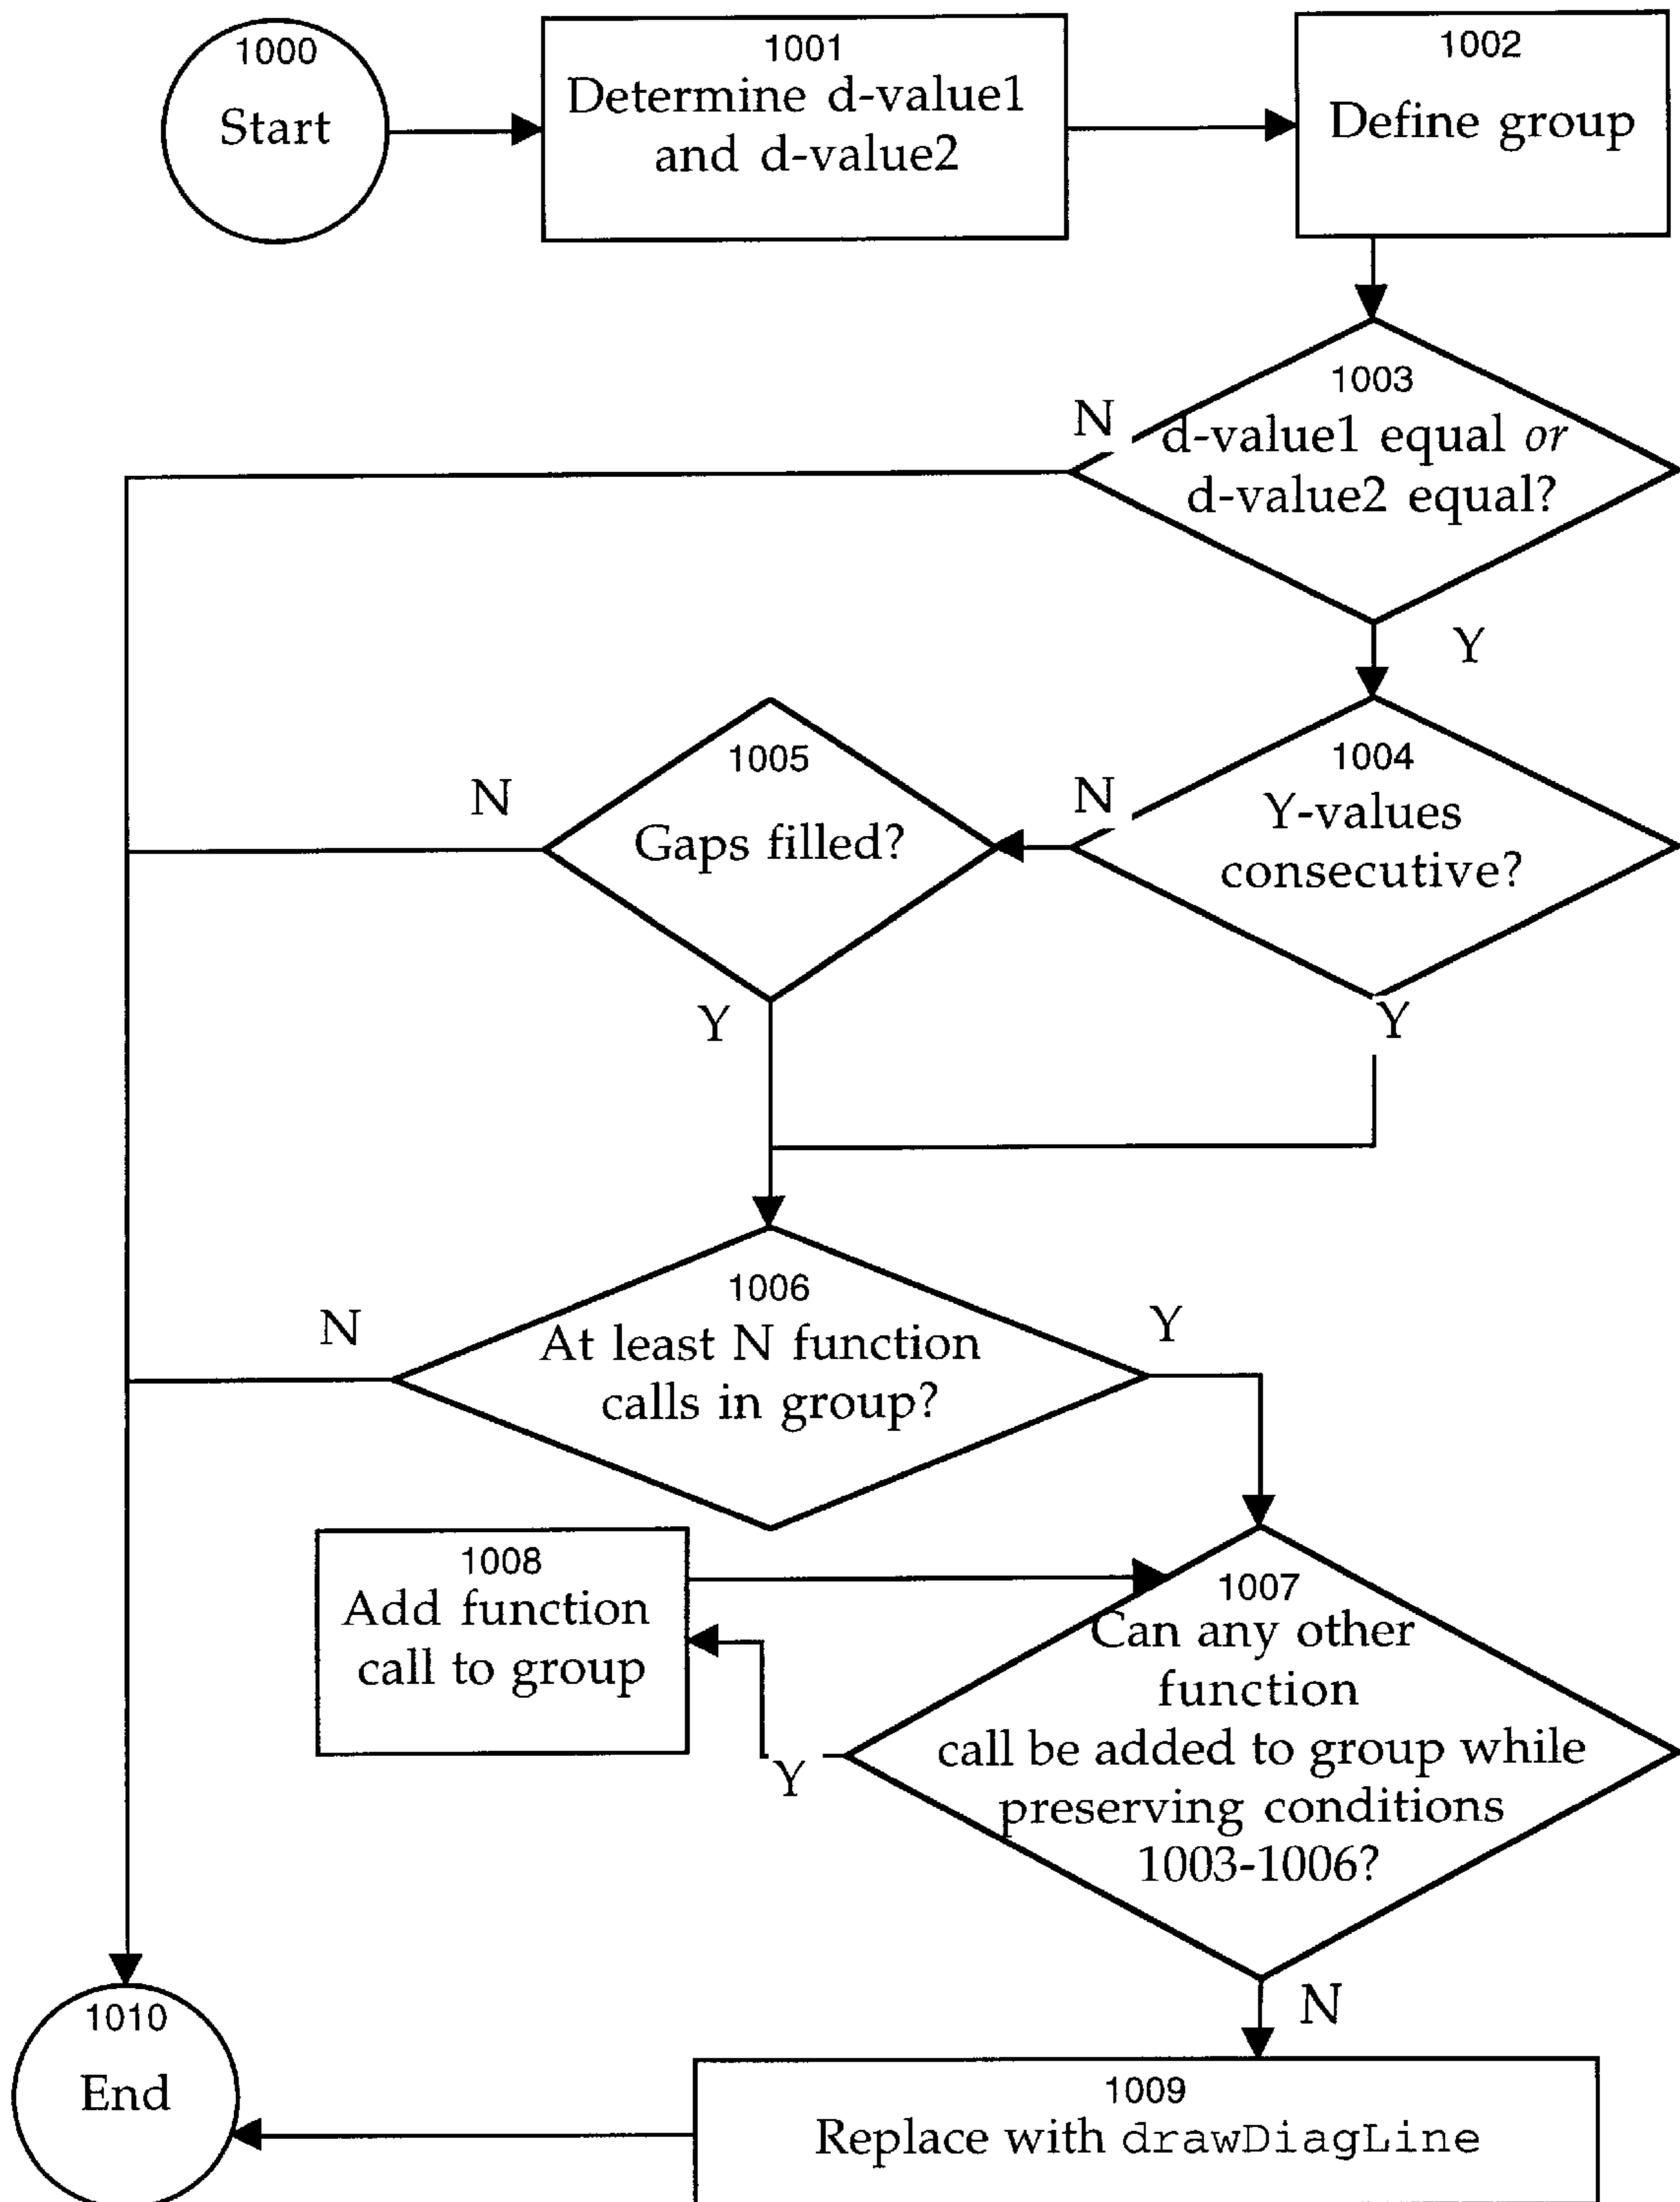 1000
Start
1001
Determine d-value1
and d-value2
1002
Define group
1003
d-value1 equal or
d-value2 equal?
N
Y
1004
Y-values
consecutive?
N
Y
1005
Gaps filled?
N
Y
1006
At least N function
calls in group?
N
Y
1007
Can any other
function
call be added to group while
preserving conditions
1003-1006?
Y
N
1008
Add function
call to group
1009
Replace with drawDiagLine
1010
End